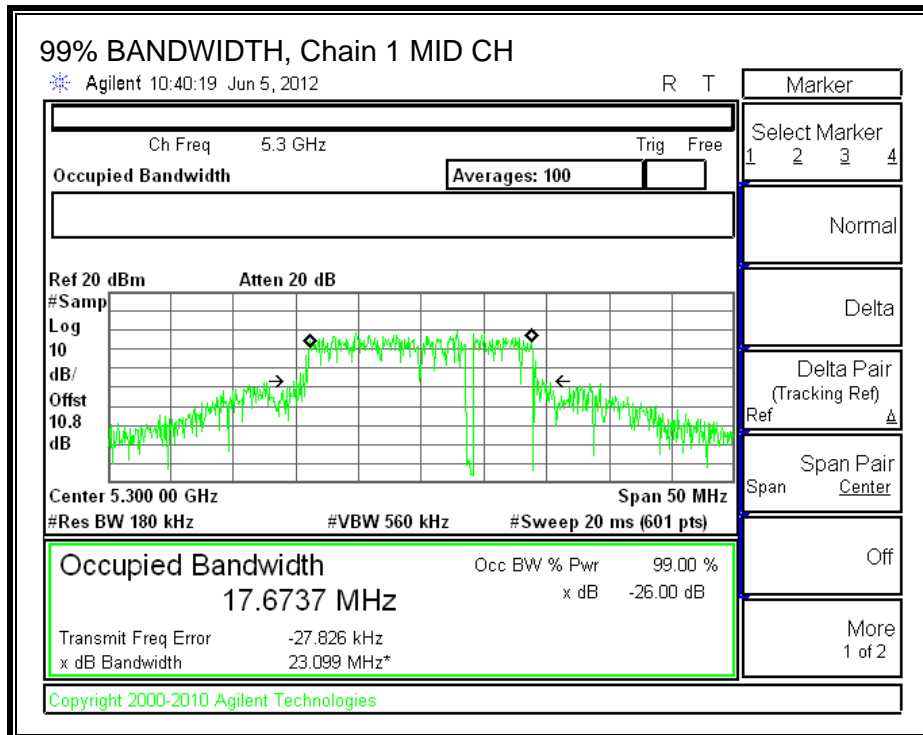 99% BANDWIDTH, Chain 1 MID CH
Agilent 10:40:19 Jun 5, 2012 R T
Ch Freq 5.3 GHz Trig Free
Occupied Bandwidth Averages: 100
Ref 20 dBm Atten 20 dB
#Samp
Log
10
dB/
Offst
10.8
dB
Center 5.300 00 GHz Span 50 MHz
#Res BW 180 kHz #VBW 560 kHz #Sweep 20 ms (601 pts)
Occupied Bandwidth Occ BW % Pwr 99.00 %
17.6737 MHz x dB -26.00 dB
Transmit Freq Error -27.826 kHz
x dB Bandwidth 23.099 MHz*
Copyright 2000-2010 Agilent Technologies
Marker
Select Marker
1 2 3 4
Normal
Delta
Delta Pair
(Tracking Ref)
Ref Δ
Span Pair
Span Center
Off
More
1 of 2